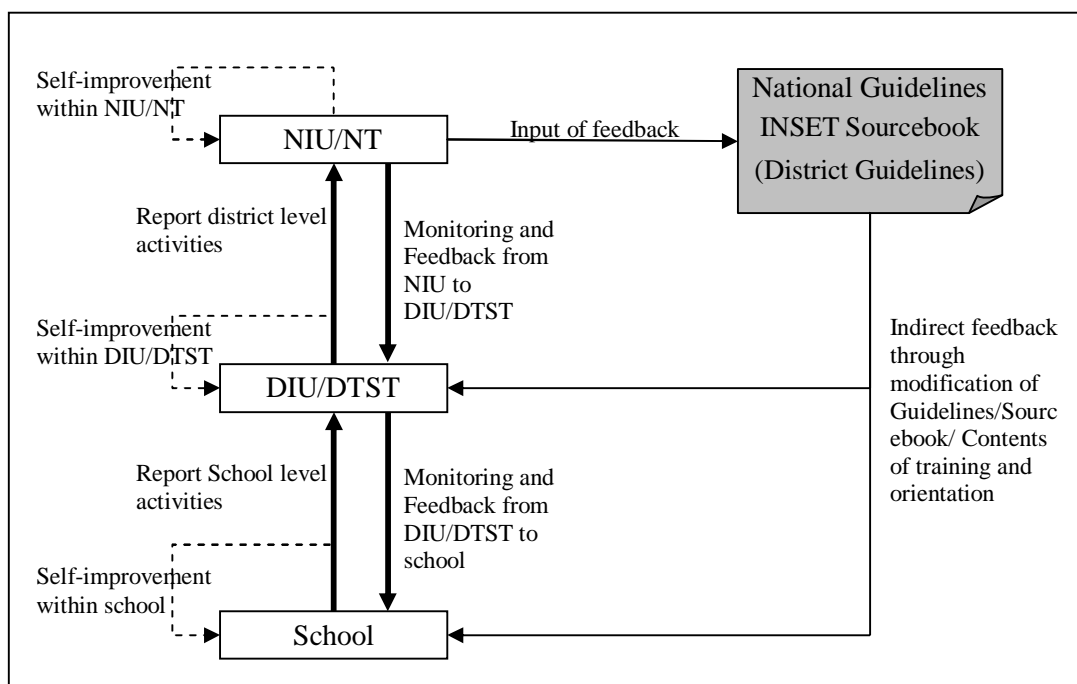 Self-improvement
within NIU/NT
NIU/NT
Input of feedback
National Guidelines
INSET Sourcebook
(District Guidelines)
Report district level
activities
Monitoring and
Feedback from
NIU to
DIU/DTST
Self-improvement
within DIU/DTST
DIU/DTST
Indirect feedback
through
modification of
Guidelines/Sourc
ebook/ Contents
of training and
orientation
Report School level
activities
Monitoring and
Feedback from
DIU/DTST to
school
Self-improvement
within school
School